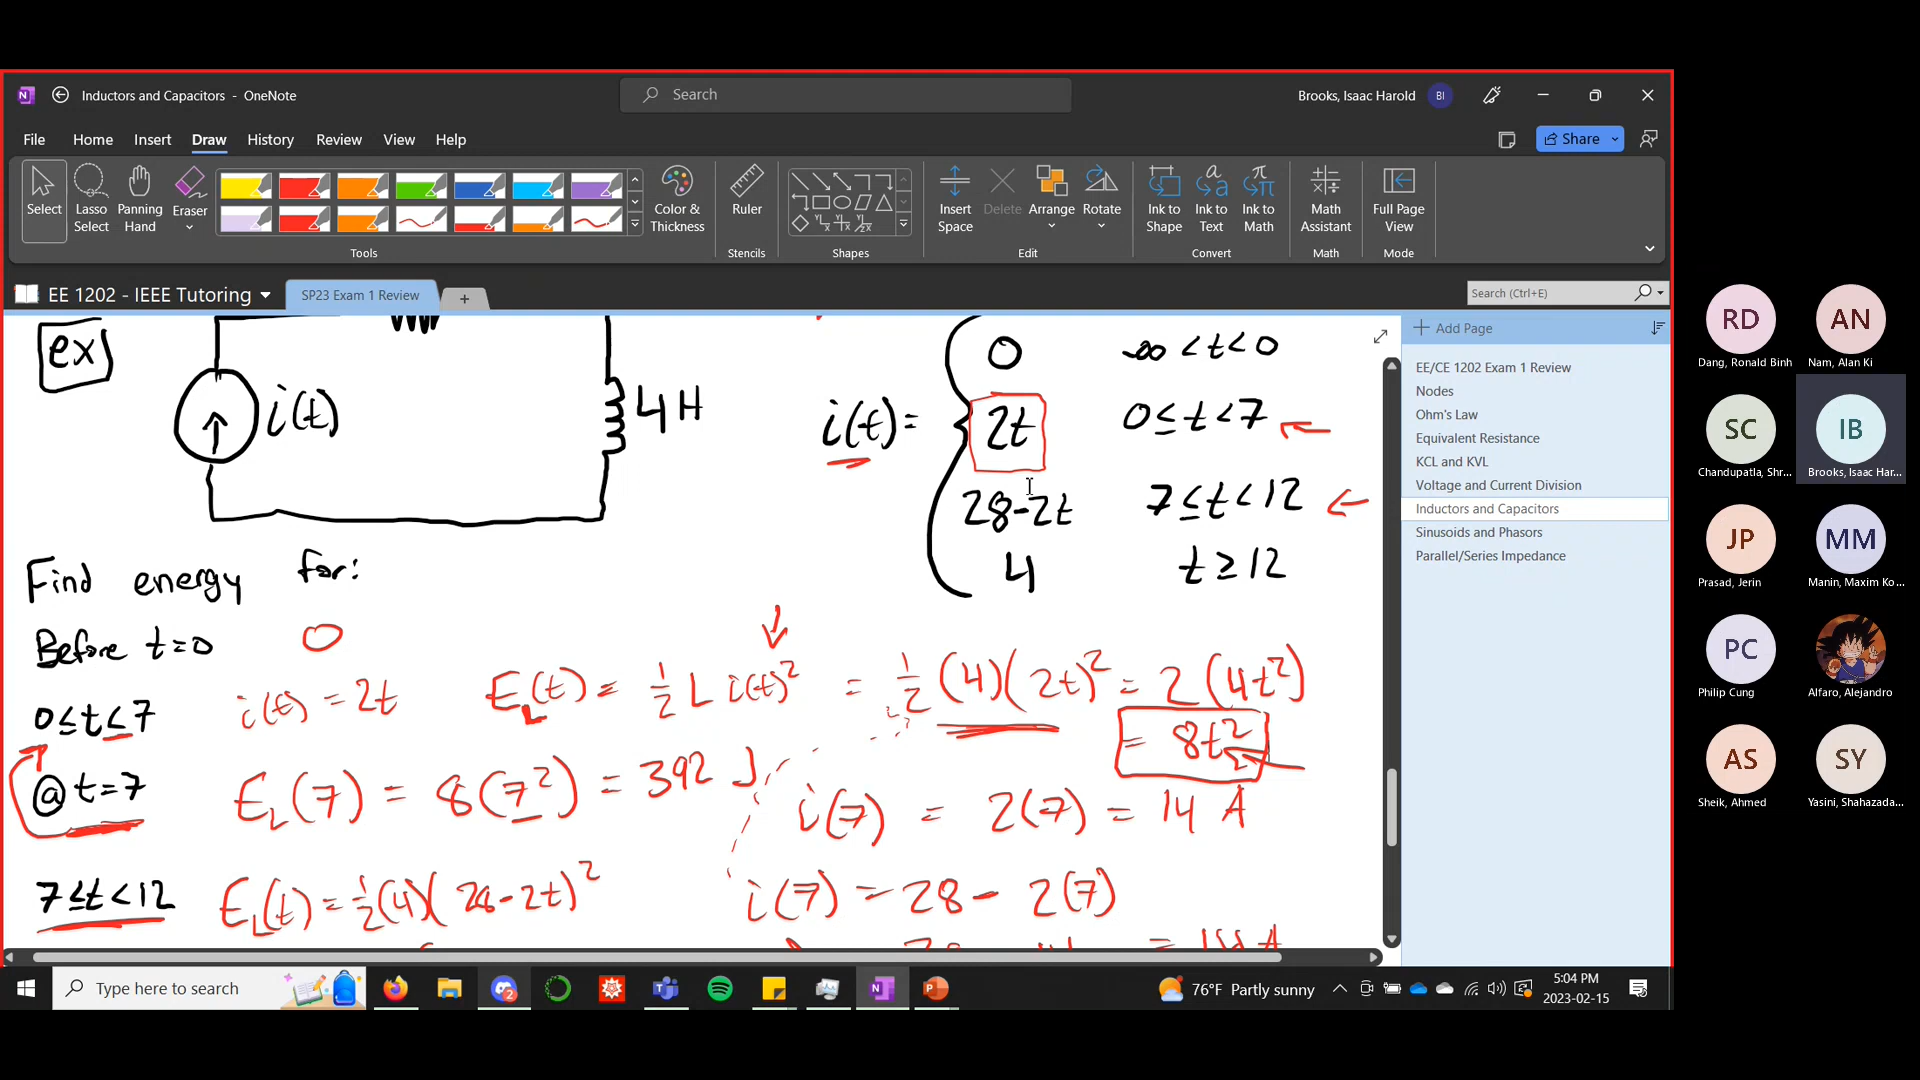 Inductors and Capacitors - OneNote
Search
Brooks, Isaac Harold
BI
File Home Insert Draw History Review View Help
Share
Select
Lasso Select
Panning Hand
Eraser
Color & Thickness
Ruler
Insert Space
Delete
Arrange
Rotate
Ink to Shape
Ink to Text
Ink to Math
Math Assistant
Full Page View
Tools
Stencils
Shapes
Edit
Convert
Math
Mode
EE 1202 - IEEE Tutoring
SP23 Exam 1 Review
Search (Ctrl+E)
Add Page
EE/CE 1202 Exam 1 Review
Nodes
Ohm's Law
Equivalent Resistance
KCL and KVL
Voltage and Current Division
Inductors and Capacitors
Sinusoids and Phasors
Parallel/Series Impedance
ex
i(t)
4H
i(t)=
0 -∞ < t < 0
2t 0 ≤ t < 7
28-2t 7 ≤ t < 12
4 t ≥ 12
Find energy for:
Before t=0 0
0 ≤ t ≤ 7 i(t) = 2t E_L(t) = 1/2 L i(t)² = 1/2 (4)(2t)² = 2(4t²)
= 8t²
@ t=7 E_L(7) = 8(7²) = 392 J i(7) = 2(7) = 14 A
7 ≤ t < 12 E_L(t) = 1/2(4)(28-2t)² i(7) = 28 - 2(7)
RD
Dang, Ronald Binh
AN
Nam, Alan Ki
SC
Chandupatla, Shr...
IB
Brooks, Isaac Har...
JP
Prasad, Jerin
MM
Manin, Maxim Ko...
PC
Philip Cung
Alfaro, Alejandro
AS
Sheik, Ahmed
SY
Yasini, Shahazada...
Type here to search
76°F Partly sunny
5:04 PM
2023-02-15